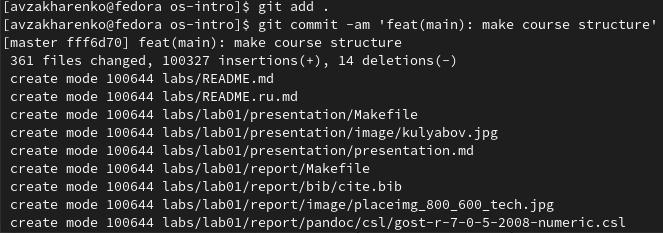 [avzakharenko@fedora os-intro]$ git add .
[avzakharenko@fedora os-intro]$ git commit -am 'feat(main): make course structure'
[master fff6d70] feat(main): make course structure
 361 files changed, 100327 insertions(+), 14 deletions(-)
 create mode 100644 labs/README.md
 create mode 100644 labs/README.ru.md
 create mode 100644 labs/lab01/presentation/Makefile
 create mode 100644 labs/lab01/presentation/image/kulyabov.jpg
 create mode 100644 labs/lab01/presentation/presentation.md
 create mode 100644 labs/lab01/report/Makefile
 create mode 100644 labs/lab01/report/bib/cite.bib
 create mode 100644 labs/lab01/report/image/placeimg_800_600_tech.jpg
 create mode 100644 labs/lab01/report/pandoc/csl/gost-r-7-0-5-2008-numeric.csl